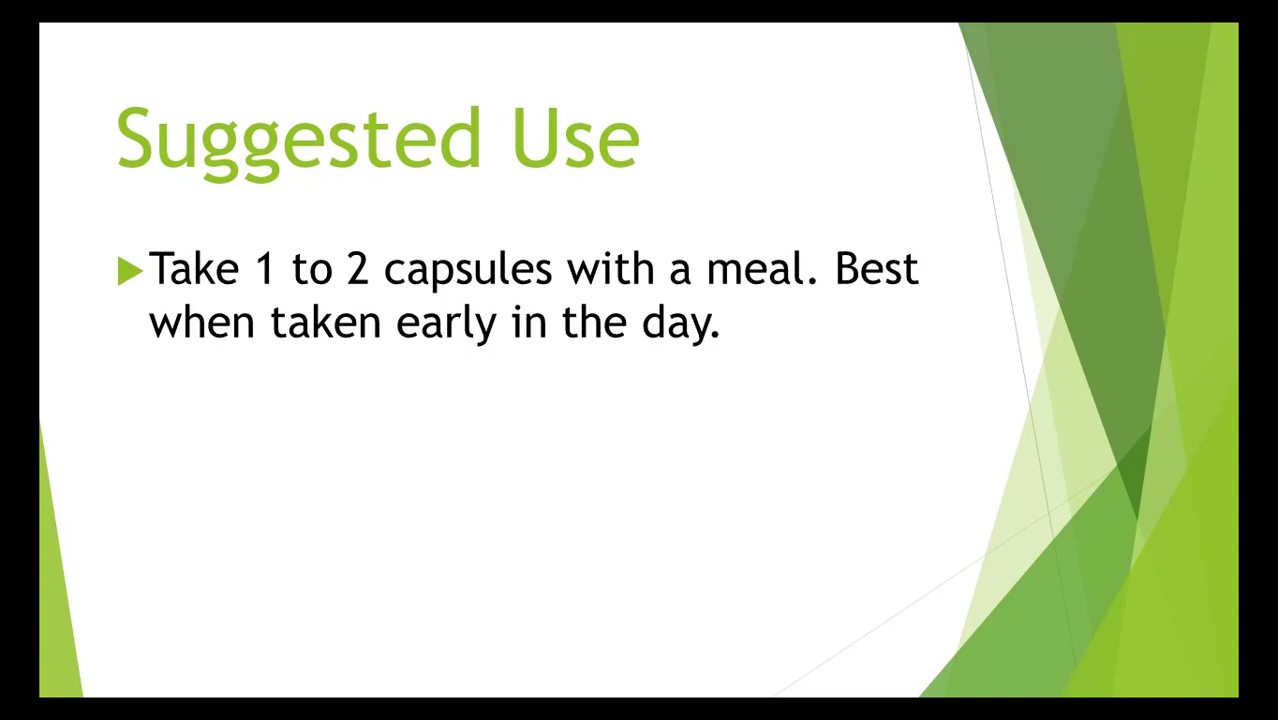 Suggested Use
Take 1 to 2 capsules with a meal. Best
when taken early in the day.